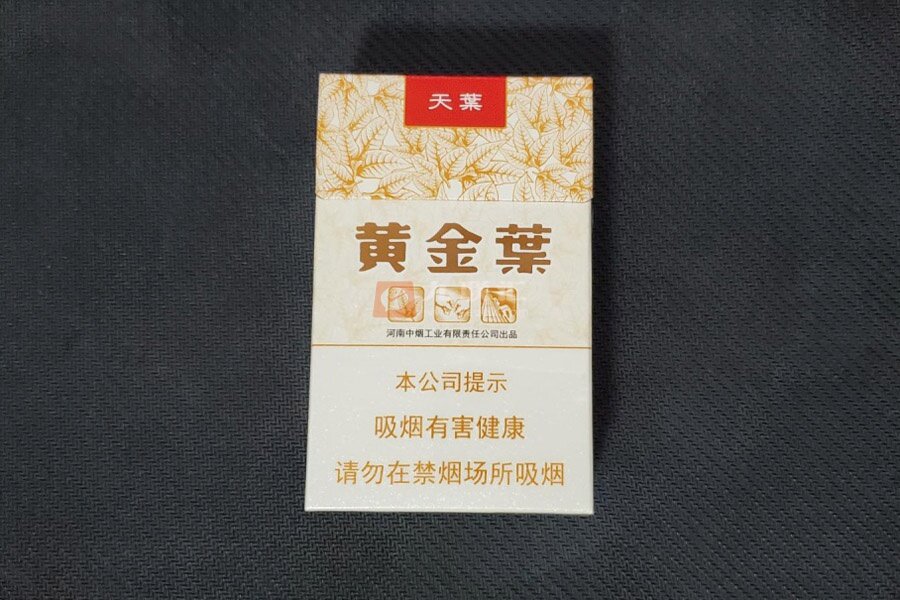 天葉
黄金葉
河南中烟工业有限责任公司出品
本公司提示
吸烟有害健康
请勿在禁烟场所吸烟